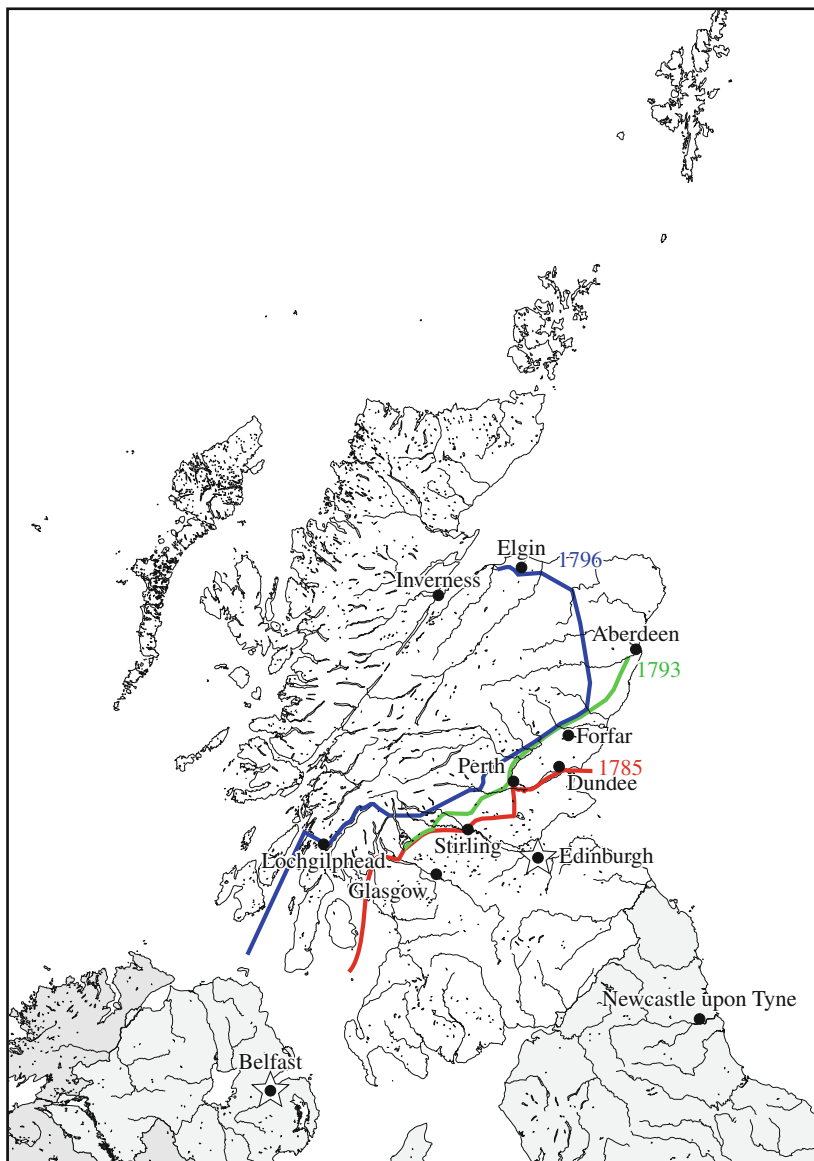 Elgin
1796
Inverness
Aberdeen
1793
Forfar
Perth
1785
Dundee
Stirling
Lochgilphead
Edinburgh
Glasgow
Newcastle upon Tyne
Belfast